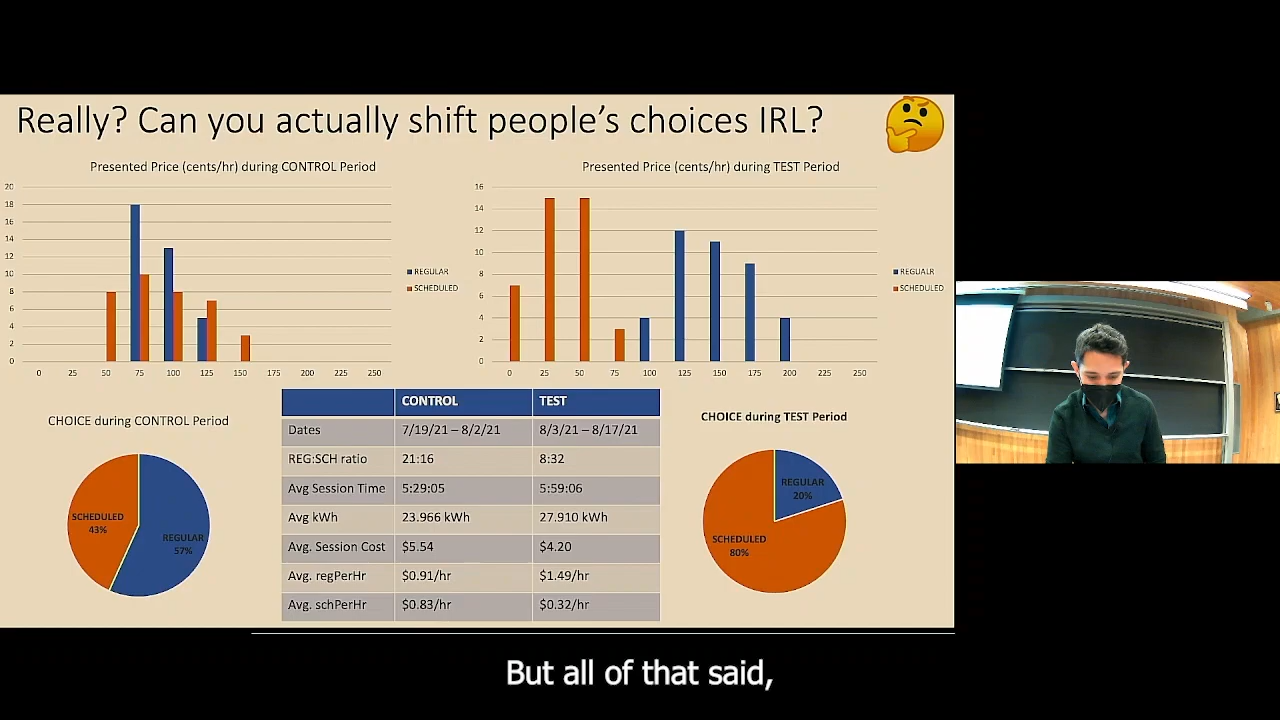 Really? Can you actually shift people's choices IRL?
Presented Price (cents/hr) during CONTROL Period
20
18
16
14
12
10
8
6
4
2
0
0 25 50 75 100 125 150 175 200 225 250
REGULAR
SCHEDULED
Presented Price (cents/hr) during TEST Period
16
14
12
10
8
6
4
2
0
0 25 50 75 100 125 150 175 200 225 250
REGUALR
SCHEDULED
CHOICE during CONTROL Period
SCHEDULED
43%
REGULAR
57%
CONTROL TEST
Dates 7/19/21 – 8/2/21 8/3/21 – 8/17/21
REG:SCH ratio 21:16 8:32
Avg Session Time 5:29:05 5:59:06
Avg kWh 23.966 kWh 27.910 kWh
Avg. Session Cost $5.54 $4.20
Avg. regPerHr $0.91/hr $1.49/hr
Avg. schPerHr $0.83/hr $0.32/hr
CHOICE during TEST Period
REGULAR
20%
SCHEDULED
80%
But all of that said,